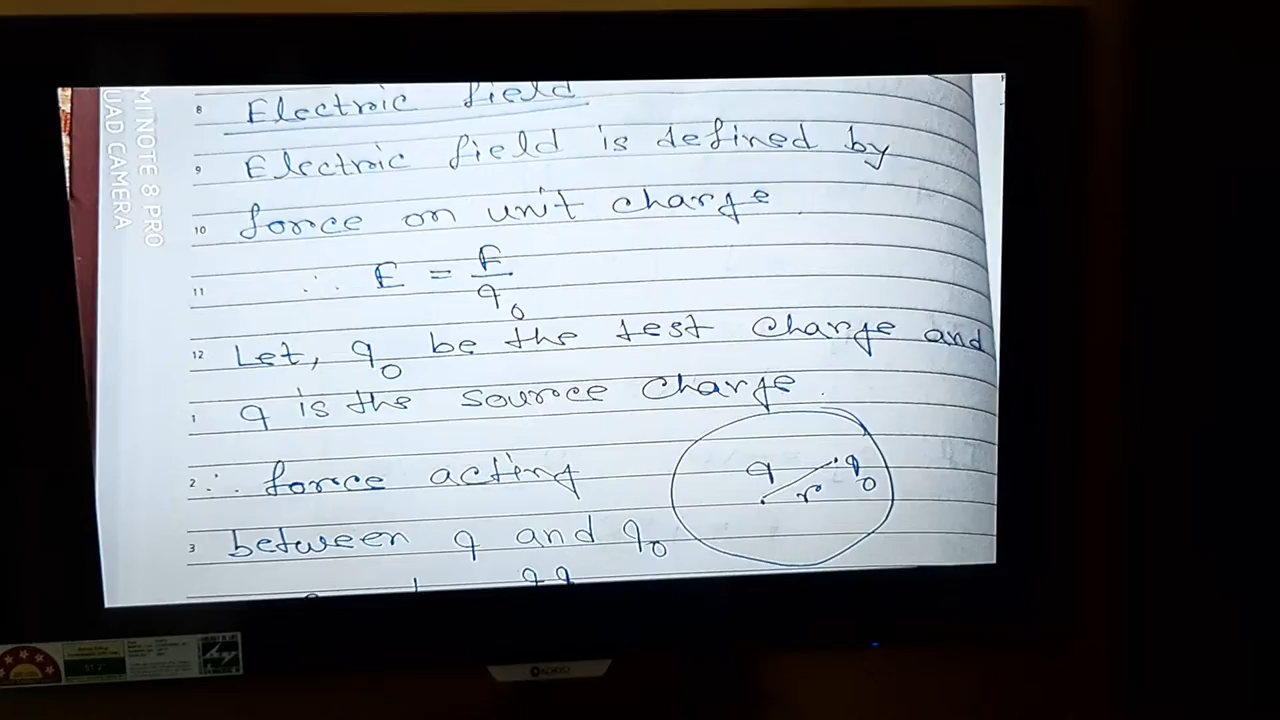 Electric field
Electric field is defined by
force on unit charge
∴ E = F/q₀
Let, q₀ be the test charge and
q is the source charge.
∴ force acting
between q and q₀
q r q₀
8
9
10
11
12
1
2
3
MI NOTE 8 PRO
UAD CAMERA